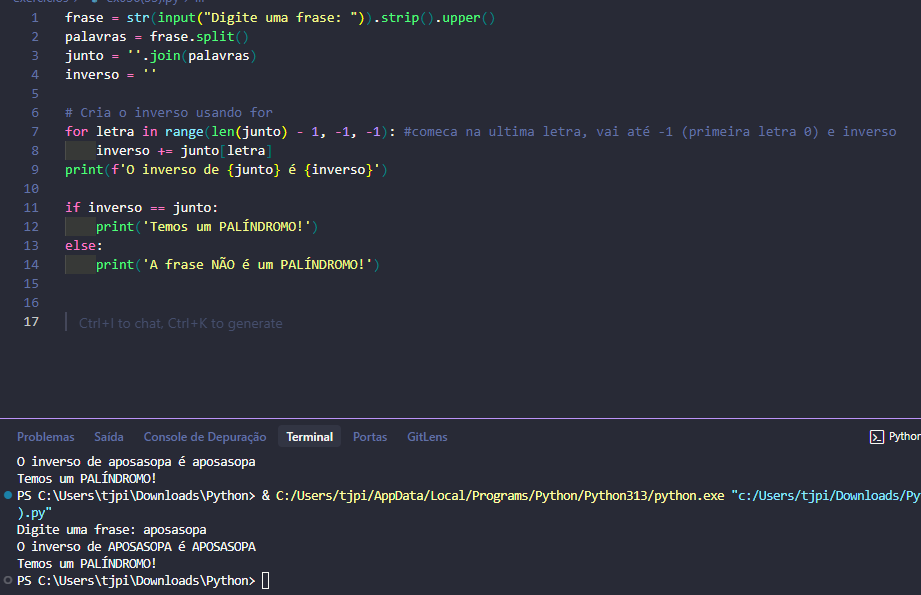 1 frase = str(input("Digite uma frase: ")).strip().upper()
2 palavras = frase.split()
3 junto = ''.join(palavras)
4 inverso = ''
5
6 # Cria o inverso usando for
7 for letra in range(len(junto) - 1, -1, -1): #comeca na ultima letra, vai até -1 (primeira letra 0) e inverso
8 inverso += junto[letra]
9 print(f'O inverso de {junto} é {inverso}')
10
11 if inverso == junto:
12 print('Temos um PALÍNDROMO!')
13 else:
14 print('A frase NÃO é um PALÍNDROMO!')
15
16
17 Ctrl+I to chat, Ctrl+K to generate
Problemas Saída Console de Depuração Terminal Portas GitLens Python
O inverso de aposasopa é aposasopa
Temos um PALÍNDROMO!
PS C:\Users\tjpi\Downloads\Python> & C:/Users/tjpi/AppData/Local/Programs/Python/Python313/python.exe "c:/Users/tjpi/Downloads/Py
).py"
Digite uma frase: aposasopa
O inverso de APOSASOPA é APOSASOPA
Temos um PALÍNDROMO!
PS C:\Users\tjpi\Downloads\Python>